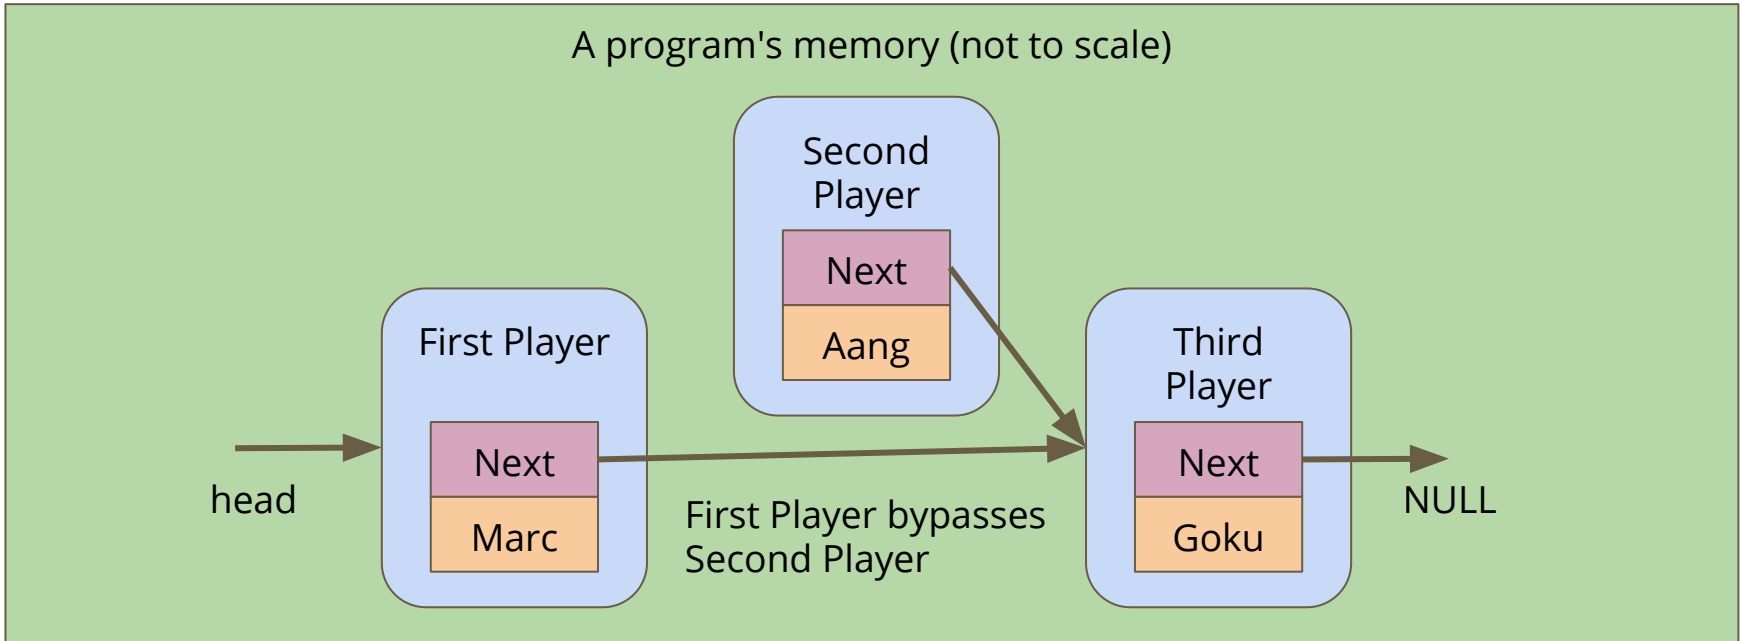 A program's memory (not to scale)
Second
Player
Next
Aang
First Player
Next
Marc
head
First Player bypasses
Second Player
Third
Player
Next
Goku
NULL